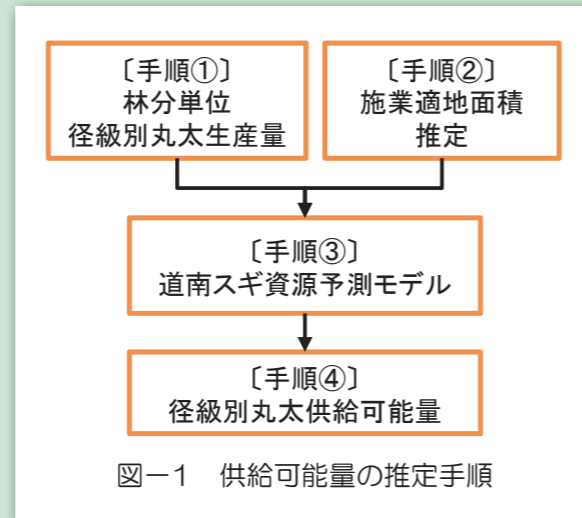 〔手順①〕
林分単位
径級別丸太生産量
〔手順②〕
施業適地面積
推定
〔手順③〕
道南スギ資源予測モデル
〔手順④〕
径級別丸太供給可能量
図－1　供給可能量の推定手順